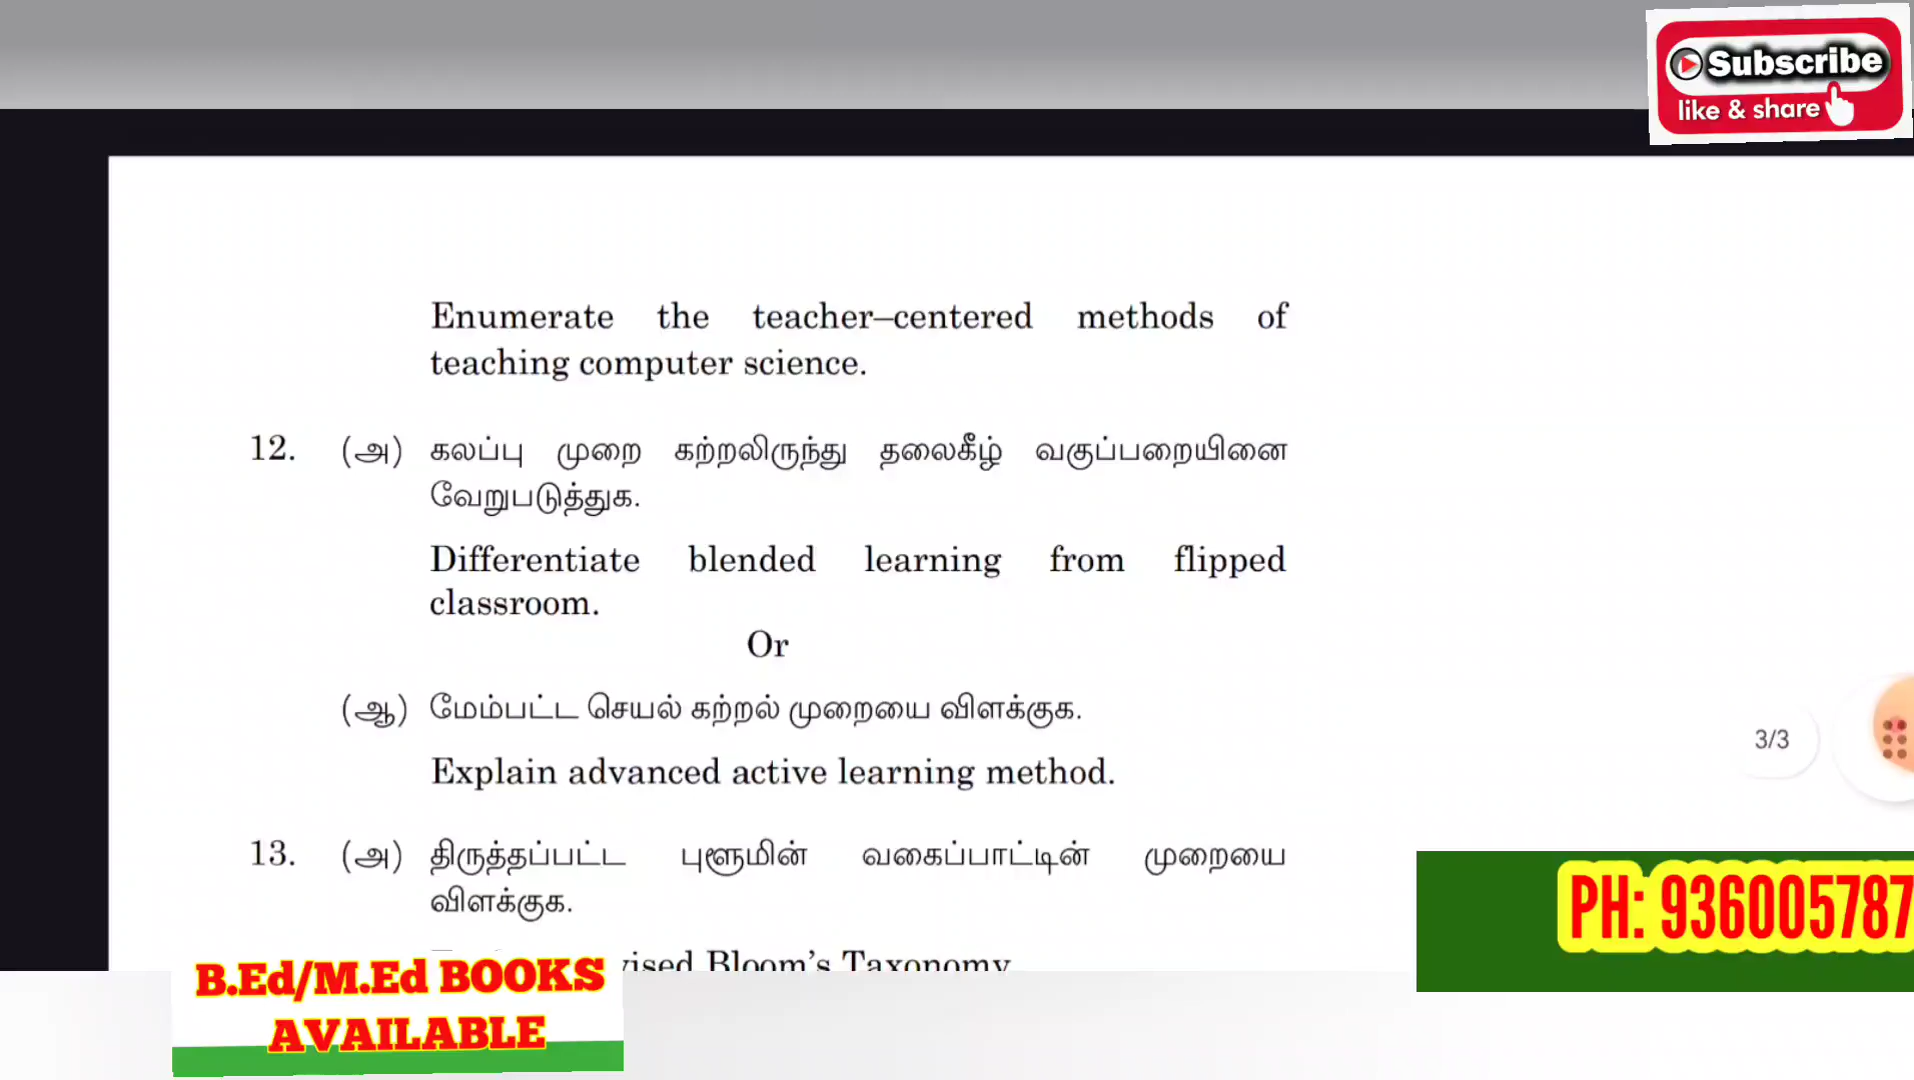 Subscribe
like & share
Enumerate the teacher–centered methods of
teaching computer science.
12. (அ) கலப்பு முறை கற்றலிருந்து தலைகீழ் வகுப்பறையினை
வேறுபடுத்துக.
Differentiate blended learning from flipped
classroom.
Or
(ஆ) மேம்பட்ட செயல் கற்றல் முறையை விளக்குக.
Explain advanced active learning method.
3/3
13. (அ) திருத்தப்பட்ட புளூமின் வகைப்பாட்டின் முறையை
விளக்குக.
Bloom's Taxonomy
PH: 936005787
B.Ed/M.Ed BOOKS
AVAILABLE